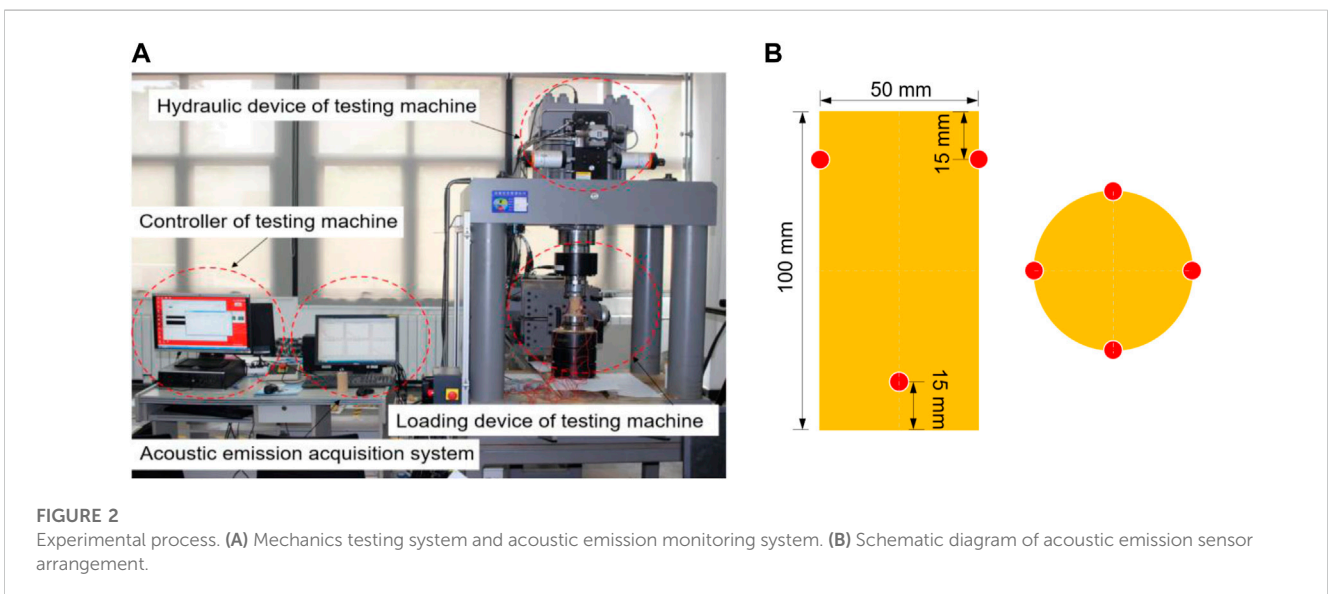 A
Hydraulic device of testing machine
Controller of testing machine
Loading device of testing machine
Acoustic emission acquisition system
B
50 mm
15 mm
100 mm
15 mm
FIGURE 2
Experimental process. (A) Mechanics testing system and acoustic emission monitoring system. (B) Schematic diagram of acoustic emission sensor
arrangement.